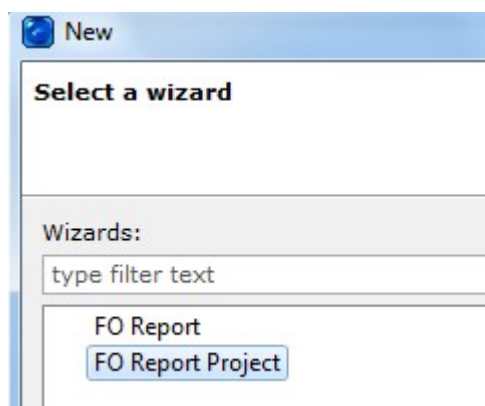 New
Select a wizard
Wizards:
type filter text
FO Report
FO Report Project